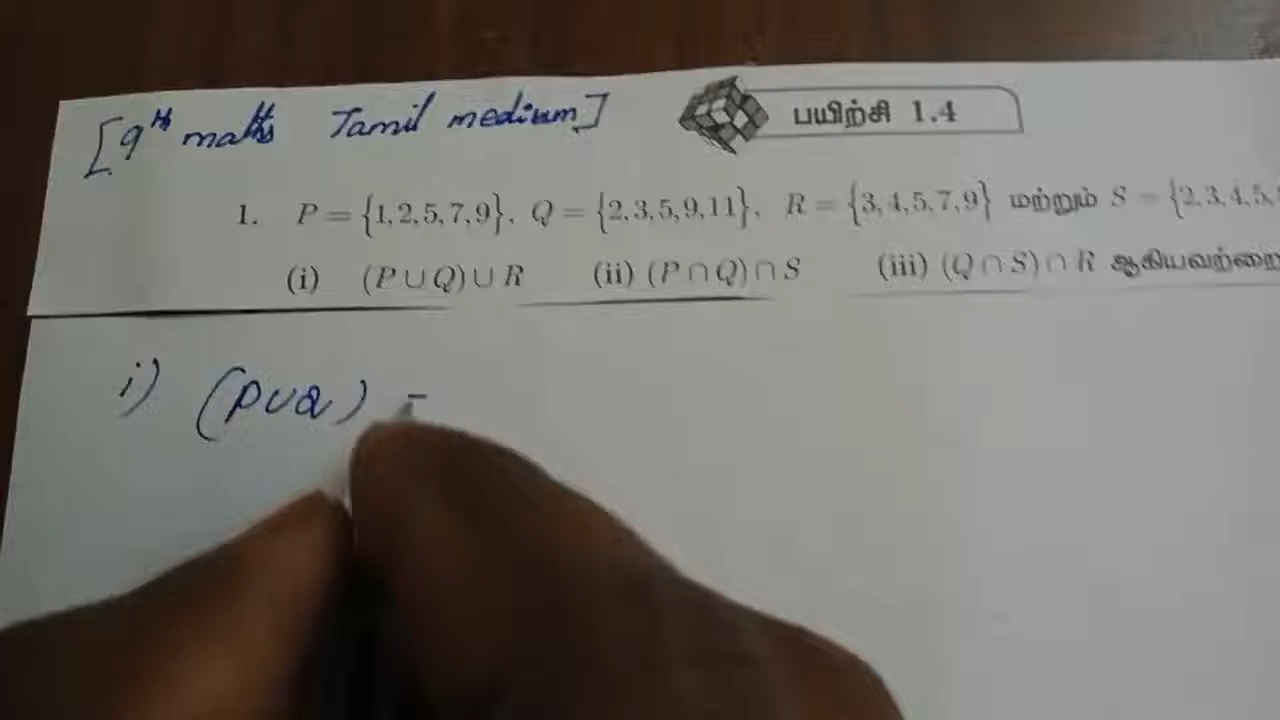 [9th maths Tamil medium]
பயிற்சி 1.4
1. P = {1,2,5,7,9}, Q = {2,3,5,9,11}, R = {3,4,5,7,9} மற்றும் S = {2,3,4,5,
(i) (P∪Q)∪R (ii) (P∩Q)∩S (iii) (Q∩S)∩R ஆகியவற்றை
i) (P∪Q)